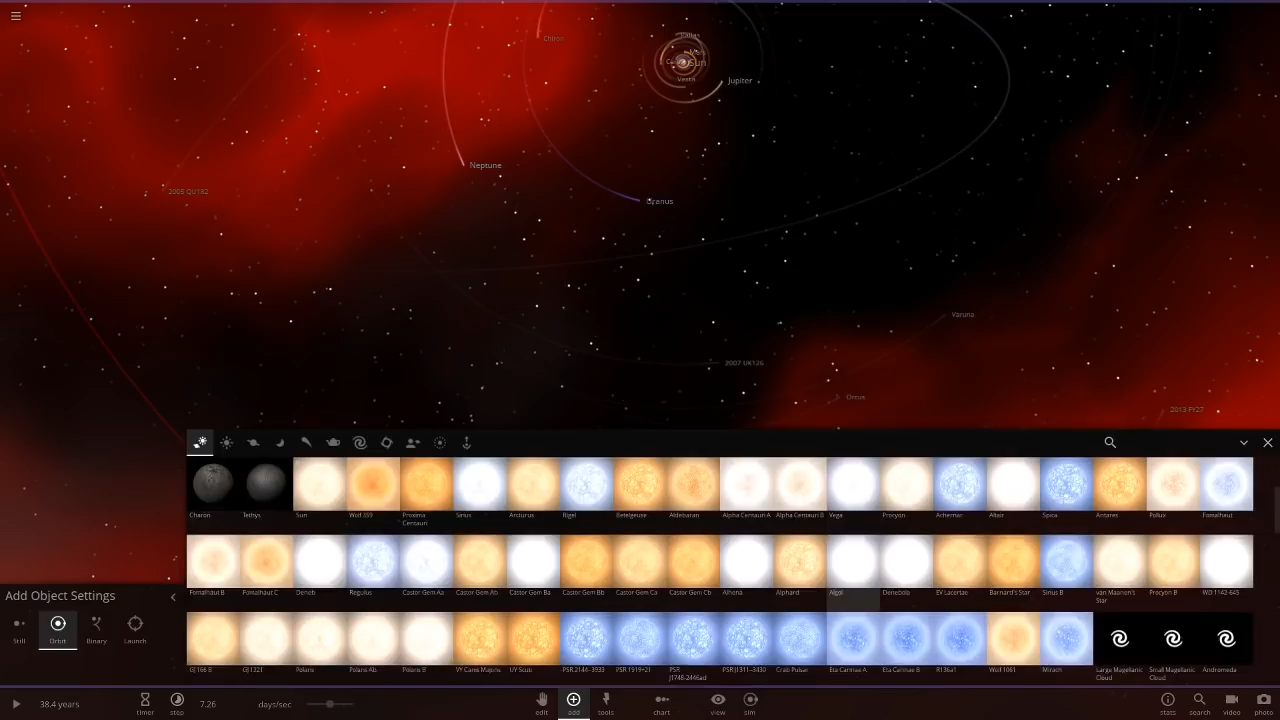 Chiron
Pallas
Mars
Sun
Vesta
Jupiter
Neptune
2005 QU182
Uranus
Varuna
2007 UK126
Orcus
2013 FY27
Charon Tethys Sun Wolf 359 Proxima Centauri Sirius Arcturus Rigel Betelgeuse Aldebaran Alpha Centauri A Alpha Centauri B Vega Procyon Achernar Altair Spica Antares Pollux Fomalhaut
Fomalhaut B Fomalhaut C Deneb Regulus Castor Gem Aa Castor Gem Ab Castor Gem Ba Castor Gem Bb Castor Gem Ca Castor Gem Cb Alhena Alphard Algol Denebola EV Lacertae Barnard's Star Sirius B van Maanen's Star Procyon B WD 1142-645
Add Object Settings
Still Orbit Binary Launch
GJ 166 B GJ 1221 Polaris Polaris Ab Polaris B VY Canis Majoris UY Scuti PSR 2144-3933 PSR 1919+21 PSR J1748-2446ad PSR J1311-3430 Crab Pulsar Eta Carinae A Eta Carinae B R136a1 Wolf 1061 Mirach Large Magellanic Cloud Small Magellanic Cloud Andromeda
38.4 years timer step 7.26 days/sec edit add tools chart view sim stats search video photo